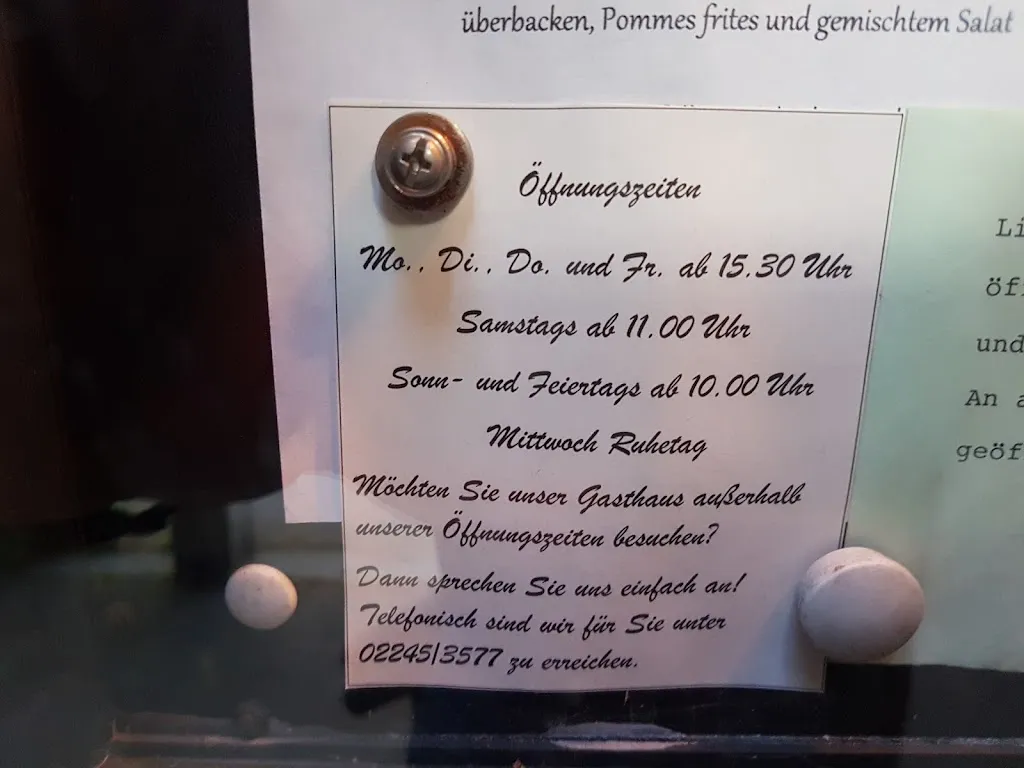 überbacken, Pommes frites und gemischtem Salat
Öffnungszeiten
Mo., Di., Do. und Fr. ab 15.30 Uhr
Samstags ab 11.00 Uhr
Sonn- und Feiertags ab 10.00 Uhr
Mittwoch Ruhetag
Möchten Sie unser Gasthaus außerhalb
unserer Öffnungszeiten besuchen?
Dann sprechen Sie uns einfach an!
Telefonisch sind wir für Sie unter
02245/3577 zu erreichen.
und
An